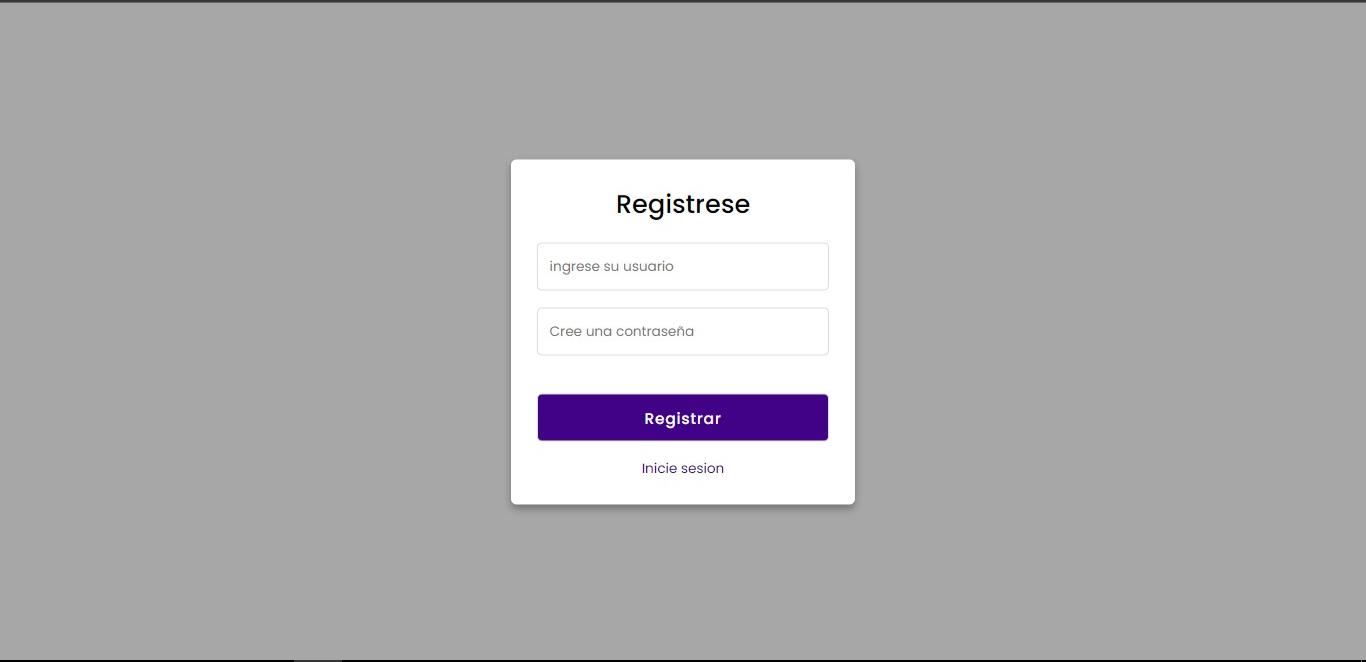 Registrese
ingrese su usuario
Cree una contraseña
Registrar
Inicie sesion